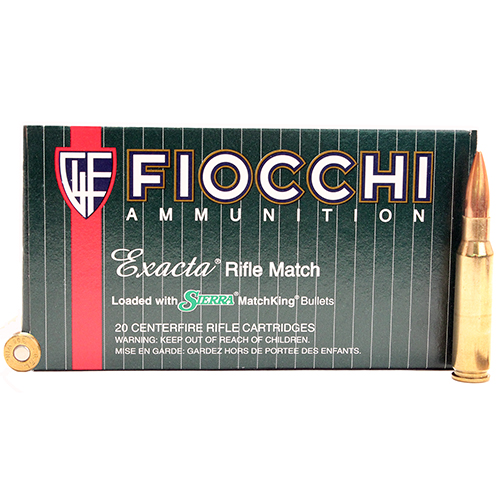 GFL
FIOCCHI
AMMUNITION
Exacta® Rifle Match
Loaded with SIERRA® MatchKing® Bullets
20 CENTERFIRE RIFLE CARTRIDGES
WARNING: KEEP OUT OF REACH OF CHILDREN.
MISE EN GARDE: GARDEZ HORS DE PORTEE DES ENFANTS.